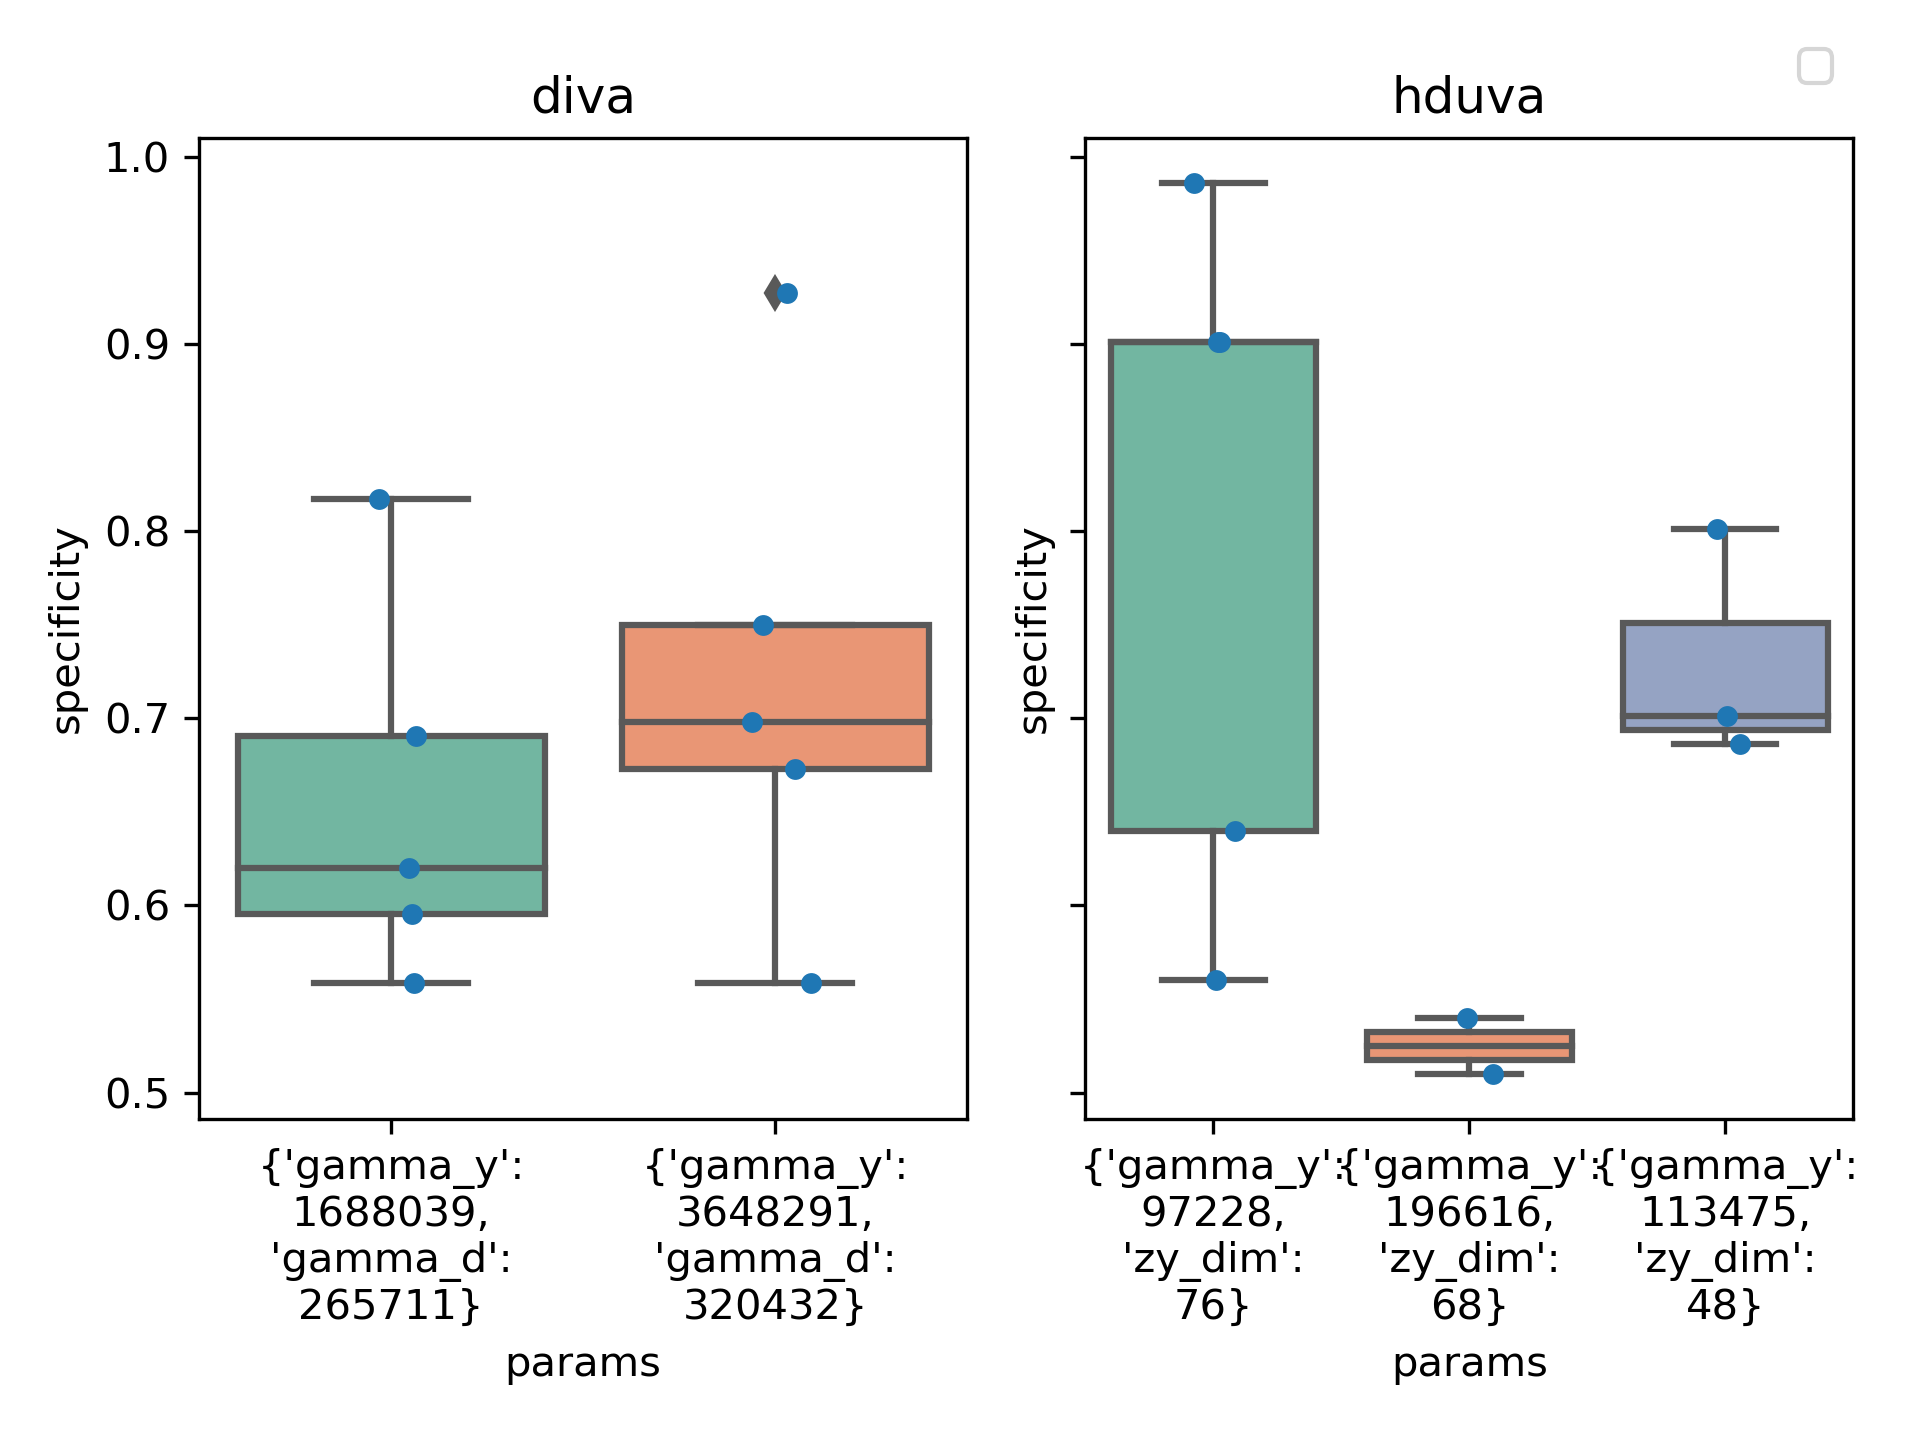 diva
hduva
1.0
0.9
0.8
0.7
0.6
0.5
specificity
specificity
{'gamma_y':
1688039,
'gamma_d':
265711}
{'gamma_y':
3648291,
'gamma_d':
320432}
{'gamma_y':
97228,
'zy_dim':
76}
{'gamma_y':
196616,
'zy_dim':
68}
{'gamma_y':
113475,
'zy_dim':
48}
params
params